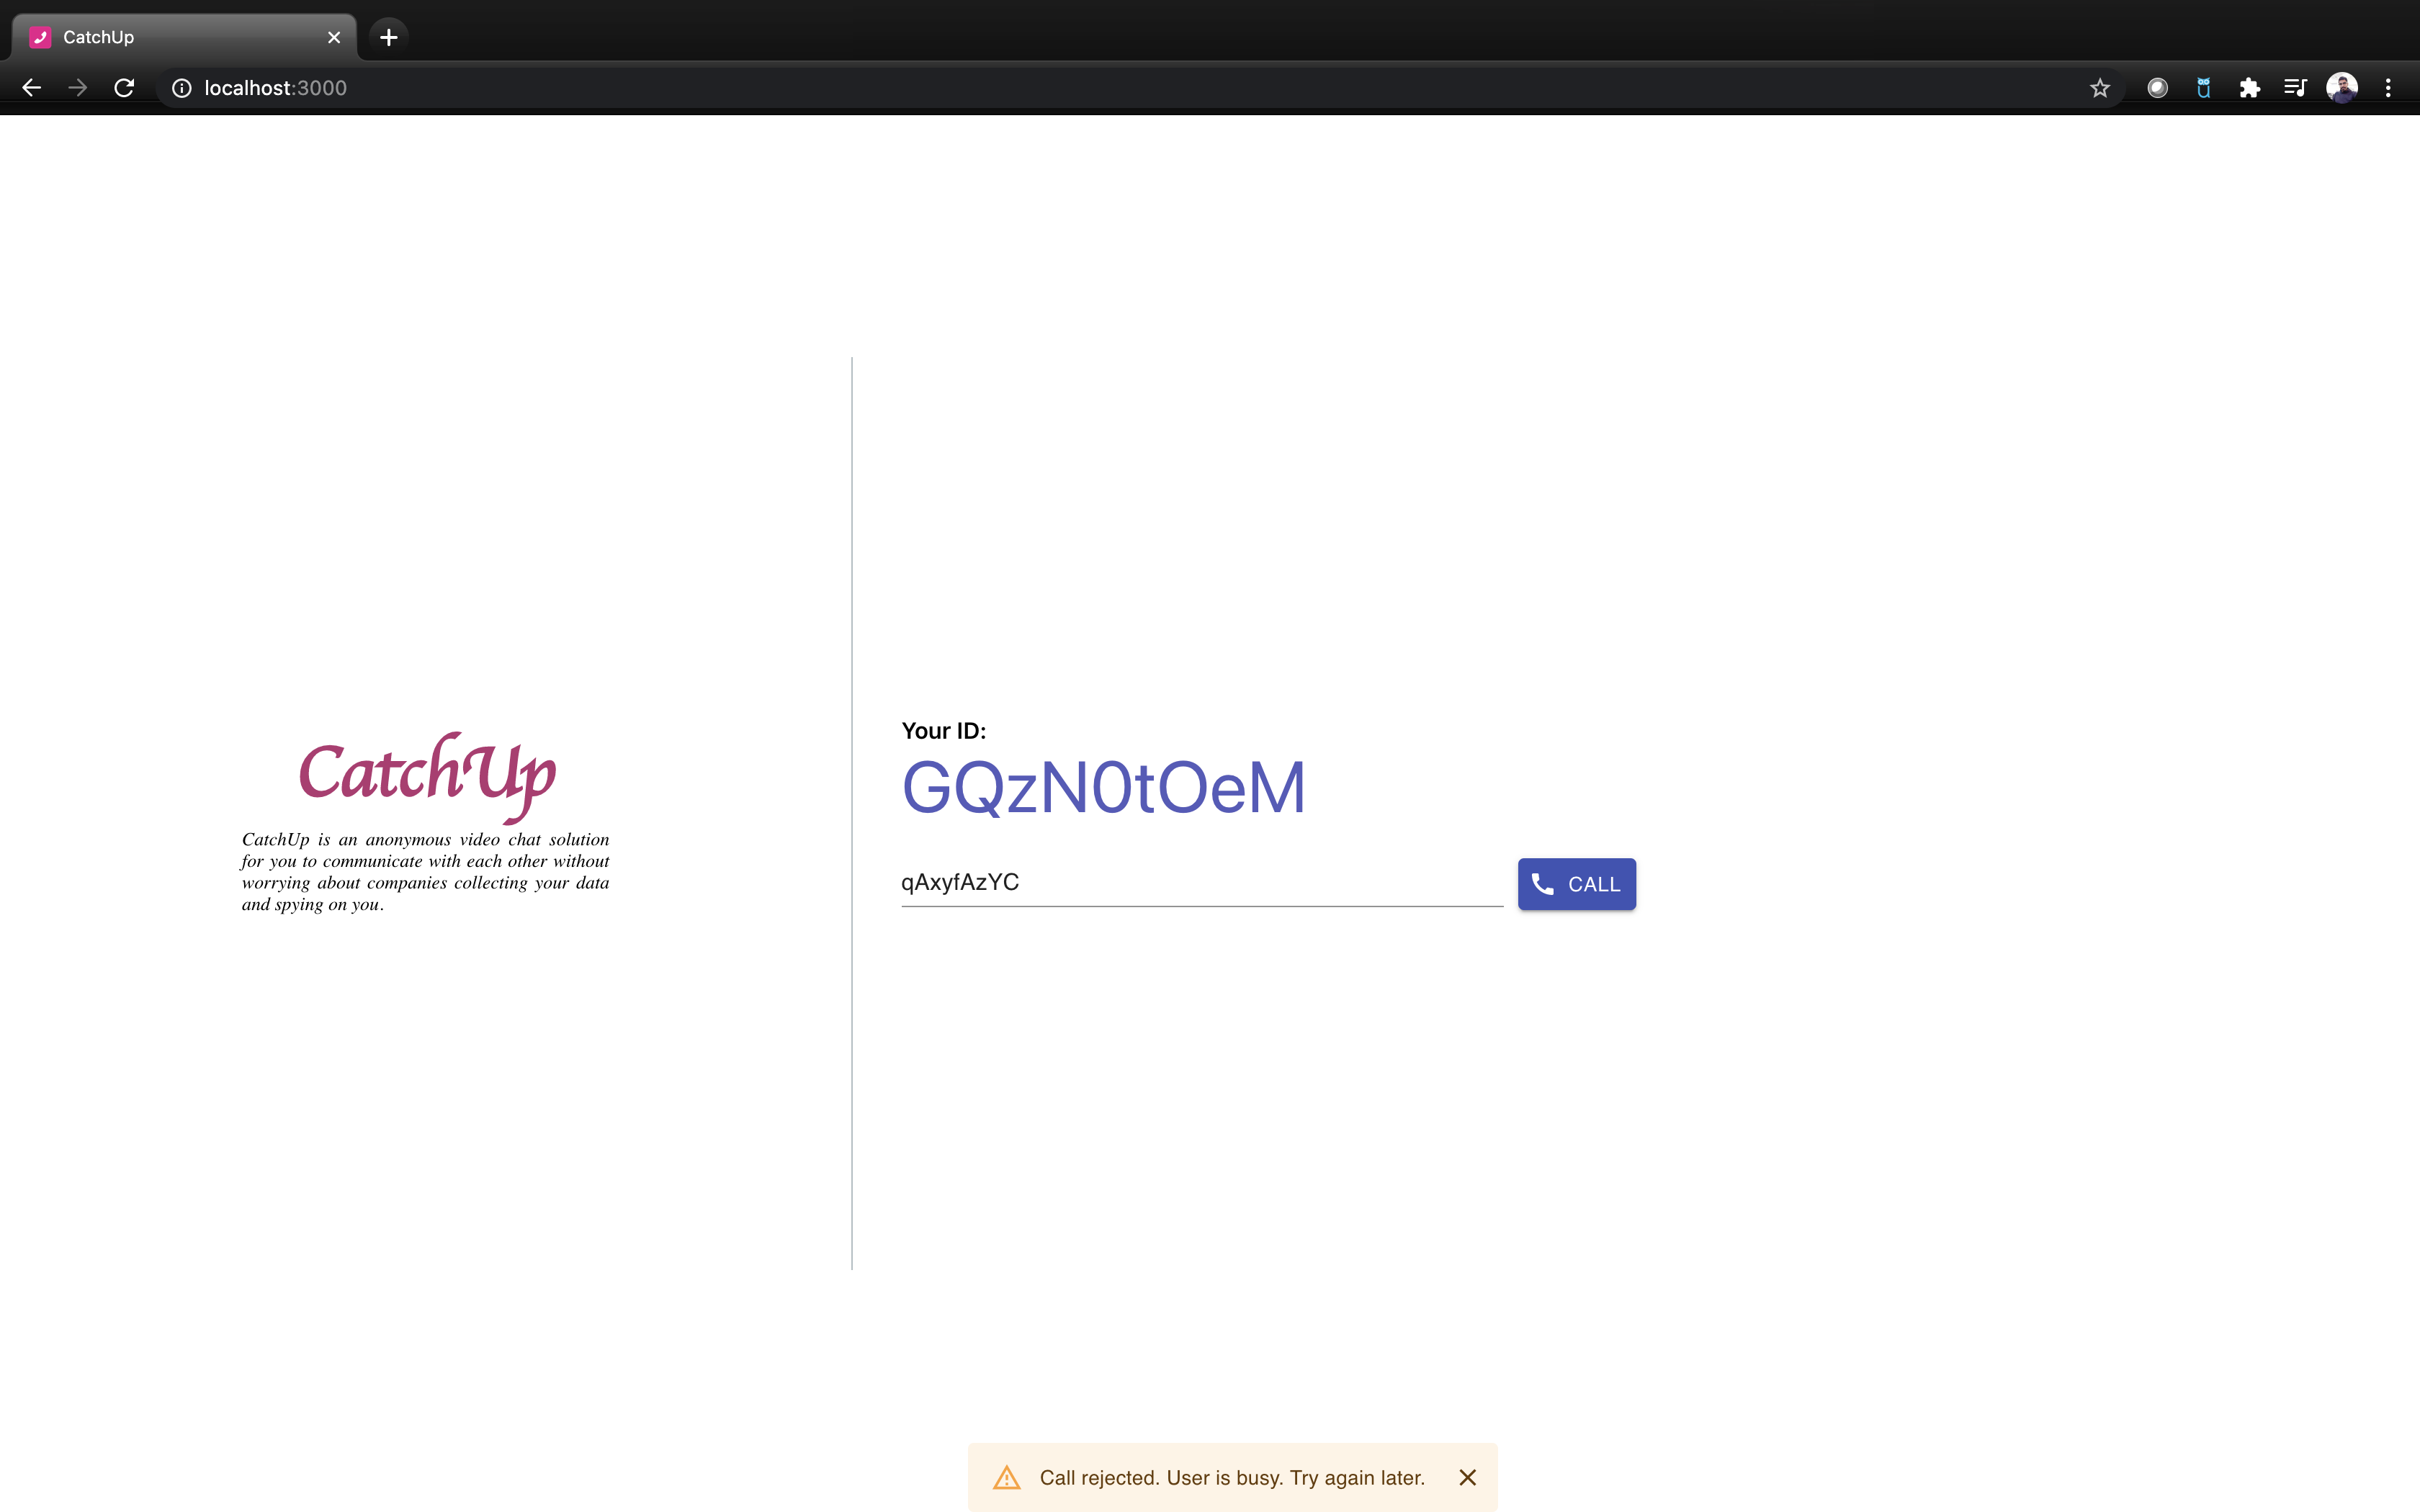 CatchUp
localhost:3000
CatchUp
CatchUp is an anonymous video chat solution
for you to communicate with each other without
worrying about companies collecting your data
and spying on you.
Your ID:
GQzN0tOeM
qAxyfAzYC
CALL
Call rejected. User is busy. Try again later.